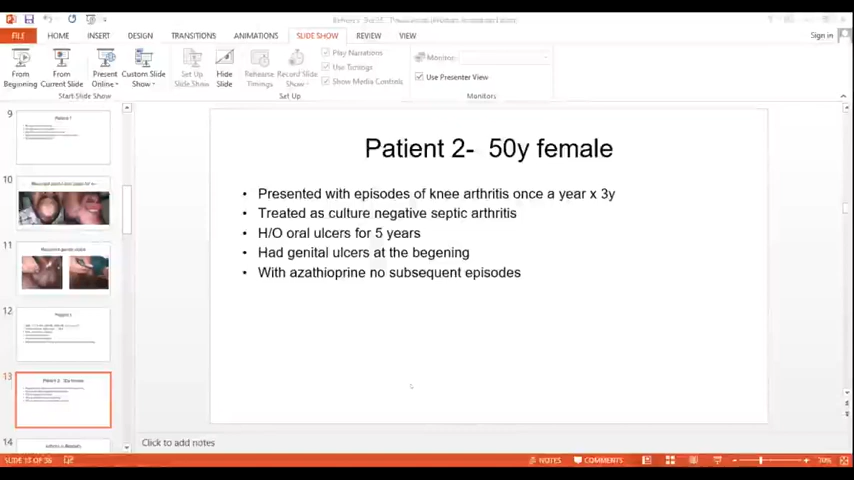 FILE HOME INSERT DESIGN TRANSITIONS ANIMATIONS SLIDE SHOW REVIEW VIEW Sign in
From Beginning
From Current Slide
Present Online
Custom Slide Show
Set Up Slide Show
Hide Slide
Rehearse Timings
Record Slide Show
Play Narrations
Use Timings
Show Media Controls
Monitor:
Use Presenter View
Start Slide Show
Set Up
Monitors
9
10
11
12
13
14
Patient 2- 50y female
• Presented with episodes of knee arthritis once a year x 3y
• Treated as culture negative septic arthritis
• H/O oral ulcers for 5 years
• Had genital ulcers at the begening
• With azathioprine no subsequent episodes
Click to add notes
SLIDE 13 OF 36
NOTES
COMMENTS